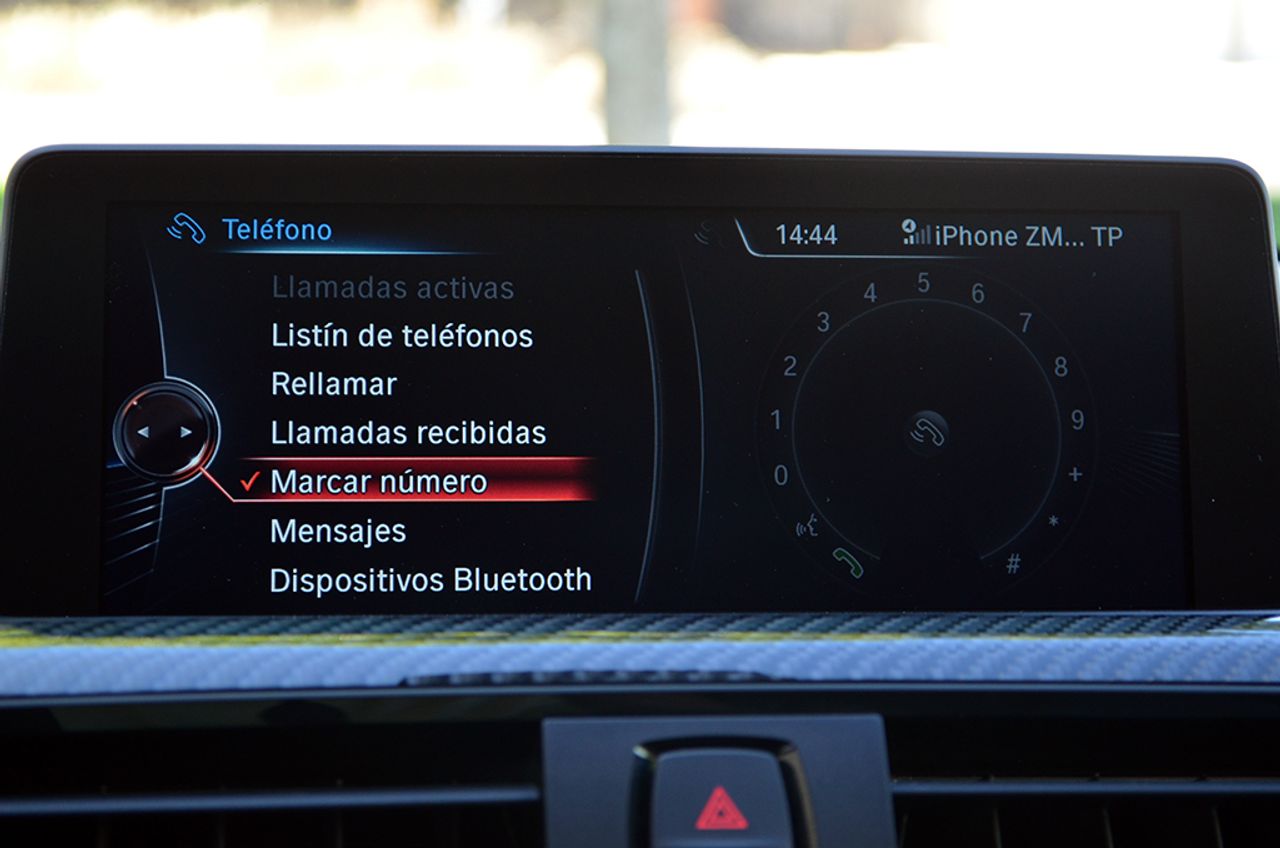 Teléfono
14:44 iPhone ZM... TP
Llamadas activas
Listín de teléfonos
Rellamar
Llamadas recibidas
Marcar número
Mensajes
Dispositivos Bluetooth
0 1 2 3 4 5 6 7 8 9 + * #